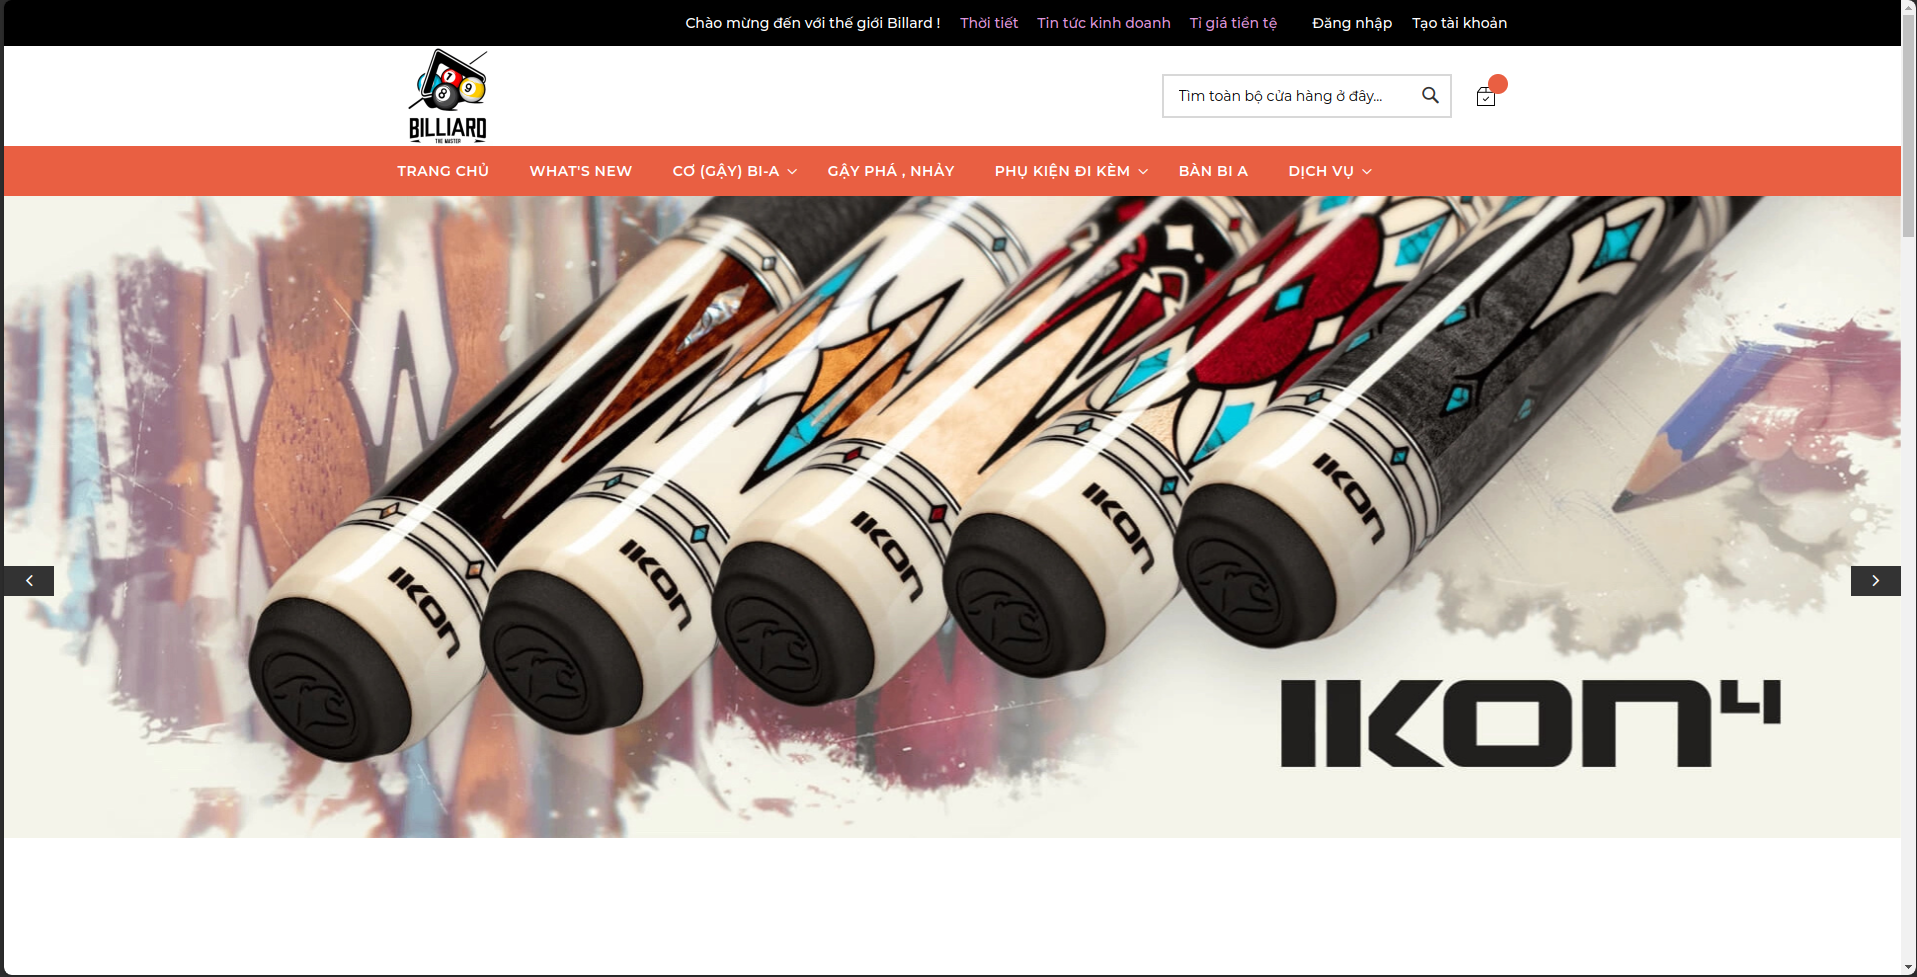 Chào mừng đến với thế giới Billard ! Thời tiết Tin tức kinh doanh Tỉ giá tiền tệ Đăng nhập Tạo tài khoản
1
8
9
BILLIARD
THE MASTER
Tìm toàn bộ cửa hàng ở đây...
TRANG CHỦ WHAT'S NEW CƠ (GẬY) BI-A GẬY PHÁ , NHẢY PHỤ KIỆN ĐI KÈM BÀN BI A DỊCH VỤ
IKON
IKON
IKON
IKON
IKON
IKON4